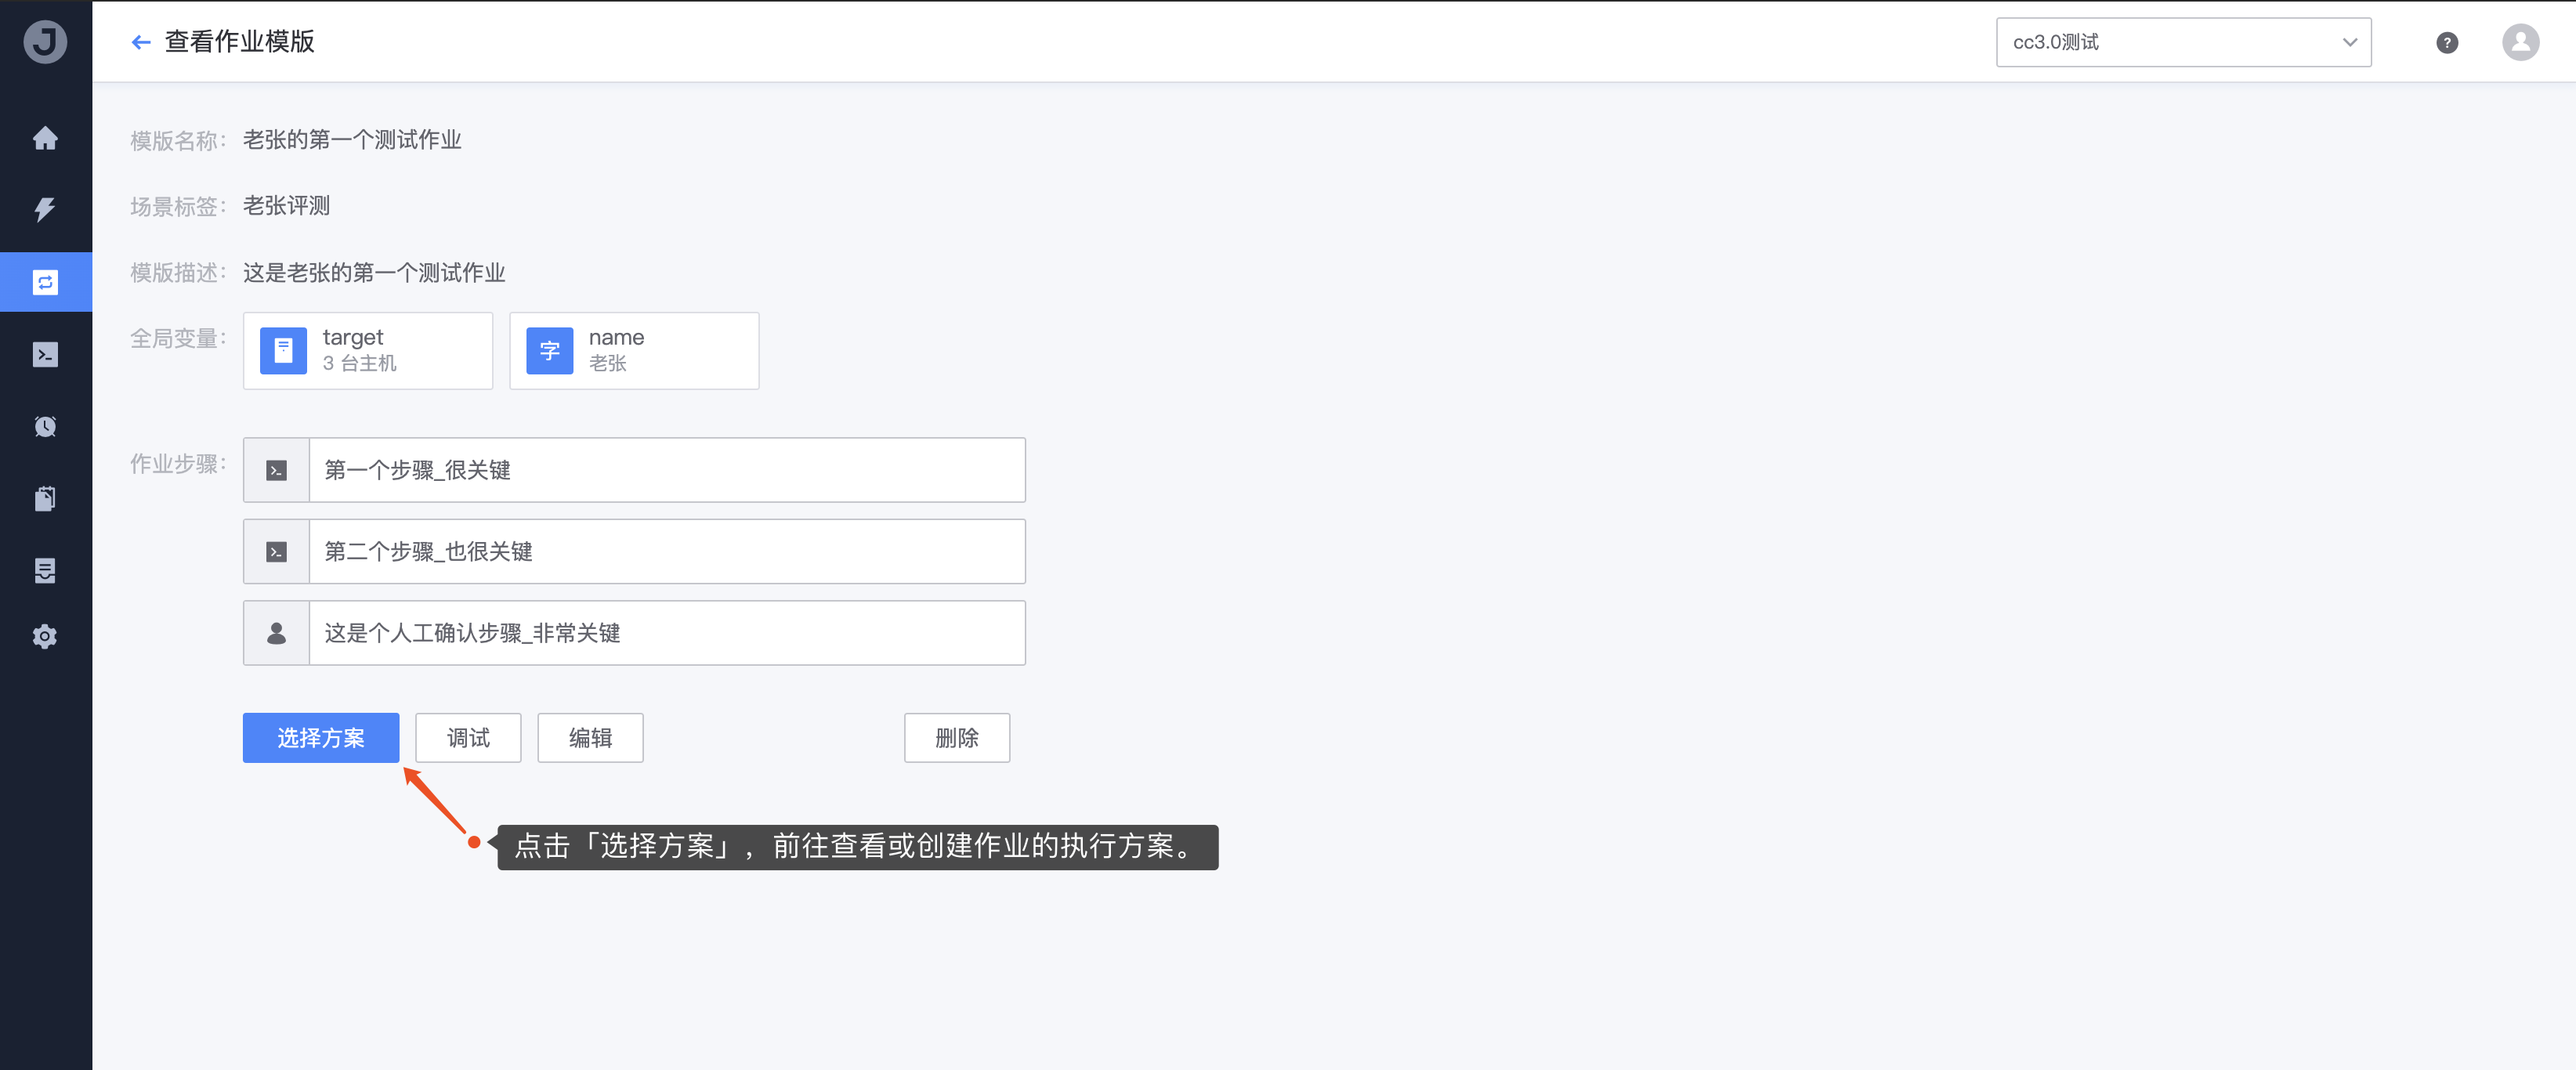 J
查看作业模版
cc3.0测试
?
模版名称： 老张的第一个测试作业
场景标签： 老张评测
模版描述： 这是老张的第一个测试作业
全局变量：
target
3 台主机
字
name
老张
作业步骤：
第一个步骤_很关键
第二个步骤_也很关键
这是个人工确认步骤_非常关键
选择方案 调试 编辑 删除
点击「选择方案」，前往查看或创建作业的执行方案。